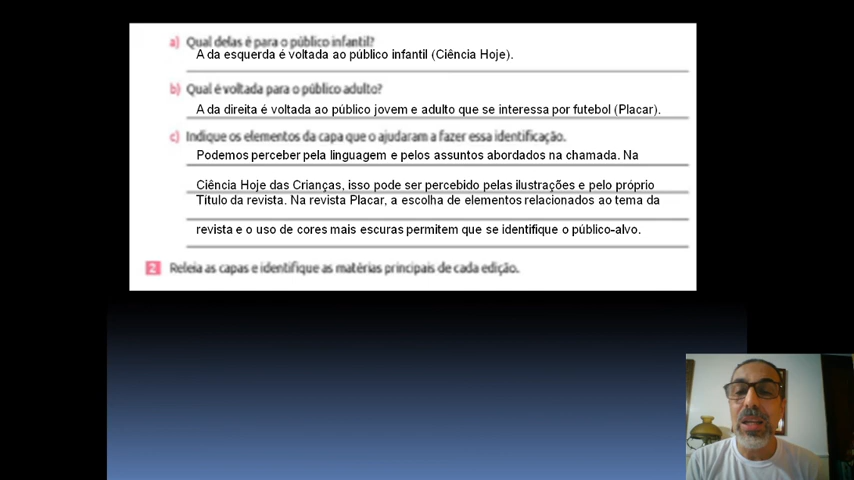 a) Qual delas é para o público infantil?
A da esquerda é voltada ao público infantil (Ciência Hoje).
b) Qual é voltada para o público adulto?
A da direita é voltada ao público jovem e adulto que se interessa por futebol (Placar).
c) Indique os elementos da capa que o ajudaram a fazer essa identificação.
Podemos perceber pela linguagem e pelos assuntos abordados na chamada. Na
Ciência Hoje das Crianças, isso pode ser percebido pelas ilustrações e pelo próprio
Título da revista. Na revista Placar, a escolha de elementos relacionados ao tema da
revista e o uso de cores mais escuras permitem que se identifique o público-alvo.
2 Releia as capas e identifique as matérias principais de cada edição.